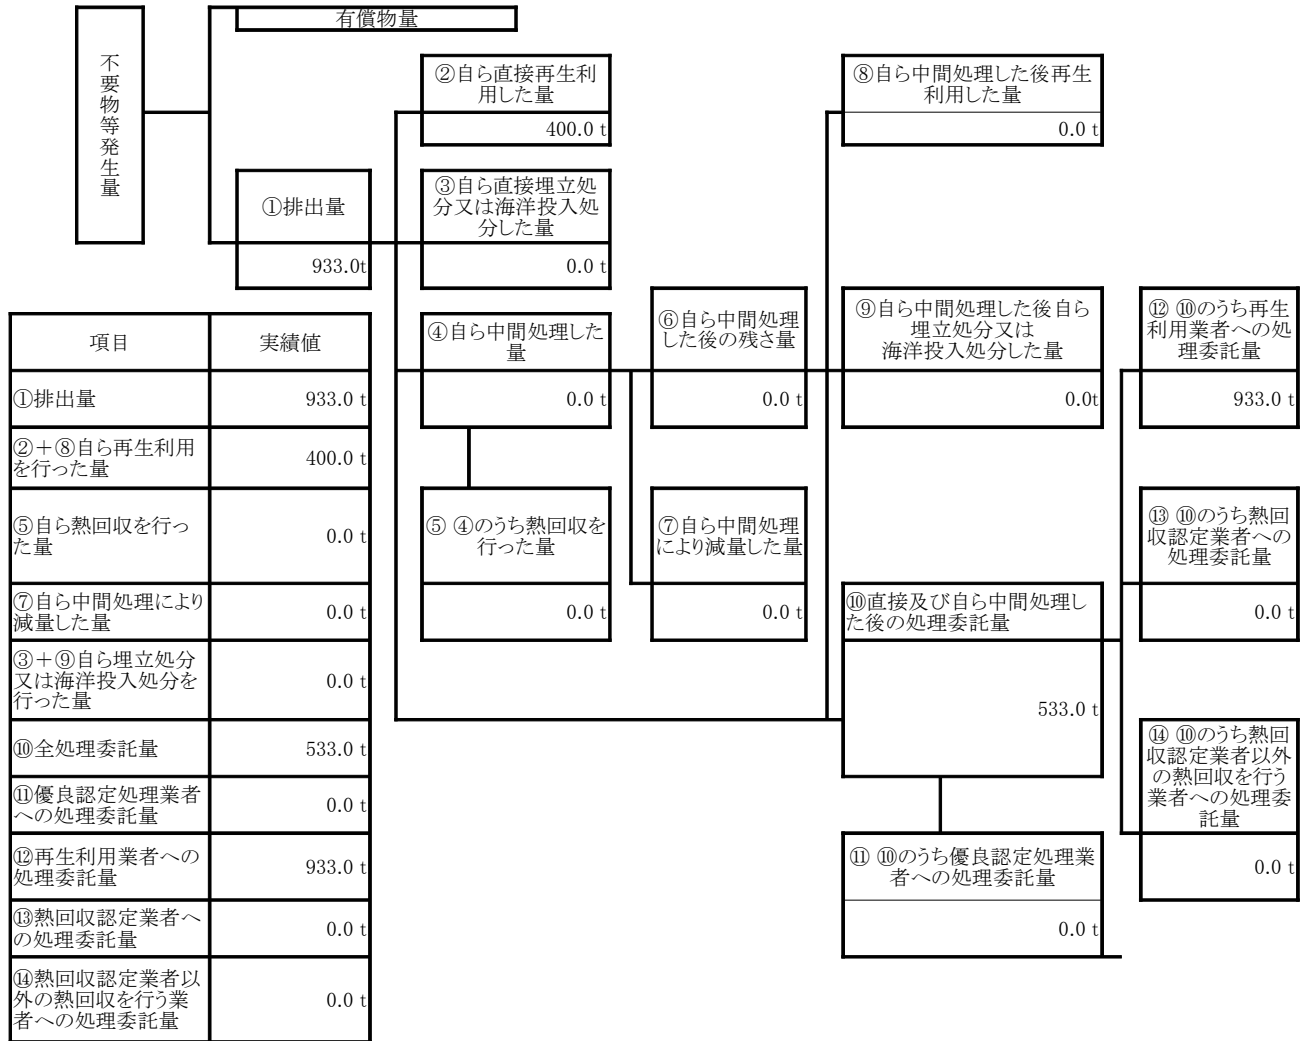 有償物量
不要物等発生量
②自ら直接再生利
用した量
400.0 t
⑧自ら中間処理した後再生
利用した量
0.0 t
①排出量
933.0t
③自ら直接埋立処
分又は海洋投入処
分した量
0.0 t
④自ら中間処理した
量
0.0 t
⑥自ら中間処理
した後の残さ量
0.0 t
⑨自ら中間処理した後自ら
埋立処分又は
海洋投入処分した量
0.0t
⑫ ⑩のうち再生
利用業者への処
理委託量
933.0 t
⑤ ④のうち熱回収を
行った量
0.0 t
⑦自ら中間処理
により減量した量
0.0 t
⑬ ⑩のうち熱回
収認定業者への
処理委託量
0.0 t
⑩直接及び自ら中間処理し
た後の処理委託量
533.0 t
⑭ ⑩のうち熱回
収認定業者以外
の熱回収を行う
業者への処理委
託量
0.0 t
⑪ ⑩のうち優良認定処理業
者への処理委託量
0.0 t
項目 実績値
①排出量 933.0 t
②＋⑧自ら再生利用
を行った量 400.0 t
⑤自ら熱回収を行っ
た量 0.0 t
⑦自ら中間処理により
減量した量 0.0 t
③＋⑨自ら埋立処分
又は海洋投入処分を
行った量 0.0 t
⑩全処理委託量 533.0 t
⑪優良認定処理業者
への処理委託量 0.0 t
⑫再生利用業者への
処理委託量 933.0 t
⑬熱回収認定業者へ
の処理委託量 0.0 t
⑭熱回収認定業者以
外の熱回収を行う業
者への処理委託量 0.0 t